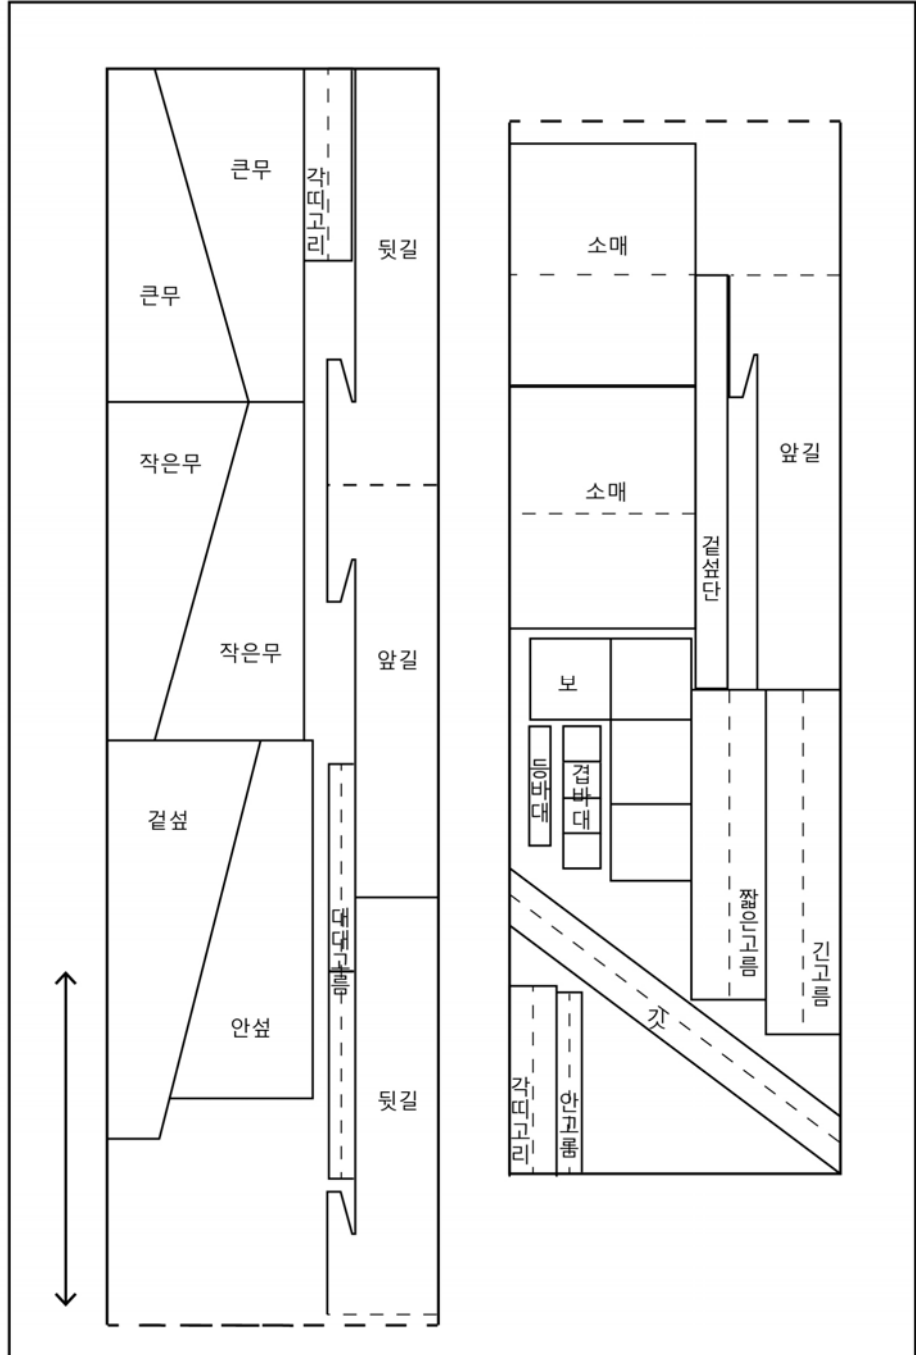 큰무
각띠고리
뒷길
큰무
작은무
작은무
앞길
겉섶
대대고름
안섶
뒷길
소매
소매
앞길
겉섶단
보
등바대
겹바대
짧은고름
긴고름
깃
각띠고리
안고룸